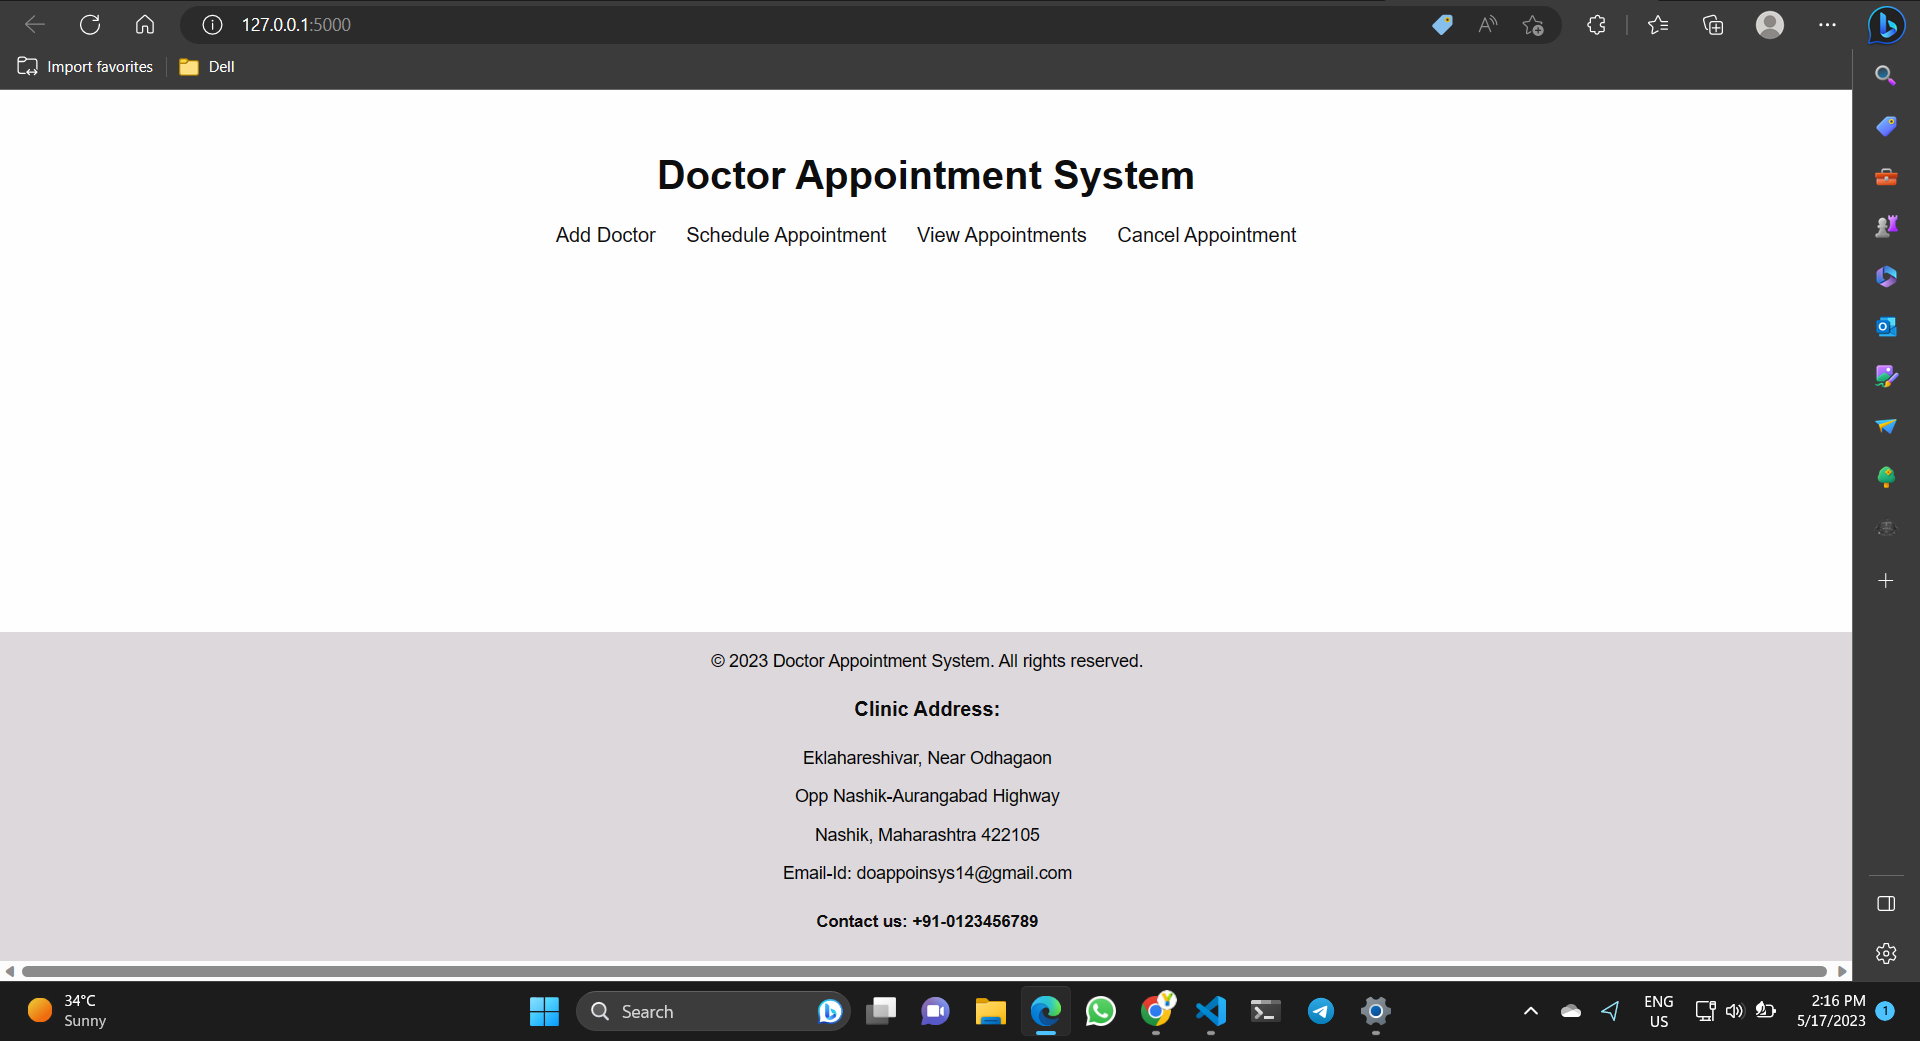 127.0.0.1:5000
Import favorites
Dell
Doctor Appointment System
Add Doctor Schedule Appointment View Appointments Cancel Appointment
© 2023 Doctor Appointment System. All rights reserved.
Clinic Address:
Eklahareshivar, Near Odhagaon
Opp Nashik-Aurangabad Highway
Nashik, Maharashtra 422105
Email-Id: doappoinsys14@gmail.com
Contact us: +91-0123456789
34°C
Sunny
Search
ENG
US
2:16 PM
5/17/2023
1